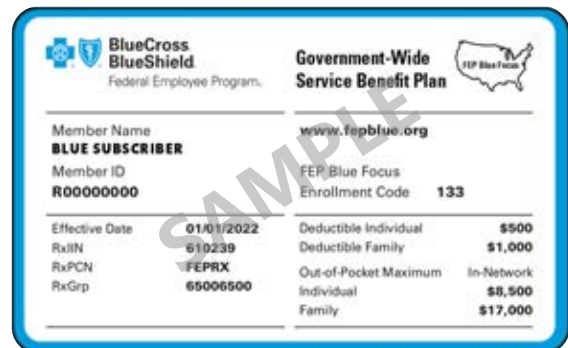 BlueCross
BlueShield
Federal Employee Program.
Government-Wide
Service Benefit Plan
FEP Blue Focus
Member Name
BLUE SUBSCRIBER
Member ID
R00000000
www.fepblue.org
FEP Blue Focus
Enrollment Code 133
Effective Date 01/01/2022
RxIIN 610239
RxPCN FEPRX
RxGrp 65006500
Deductible Individual $500
Deductible Family $1,000
Out-of-Pocket Maximum In-Network
Individual $8,500
Family $17,000
SAMPLE